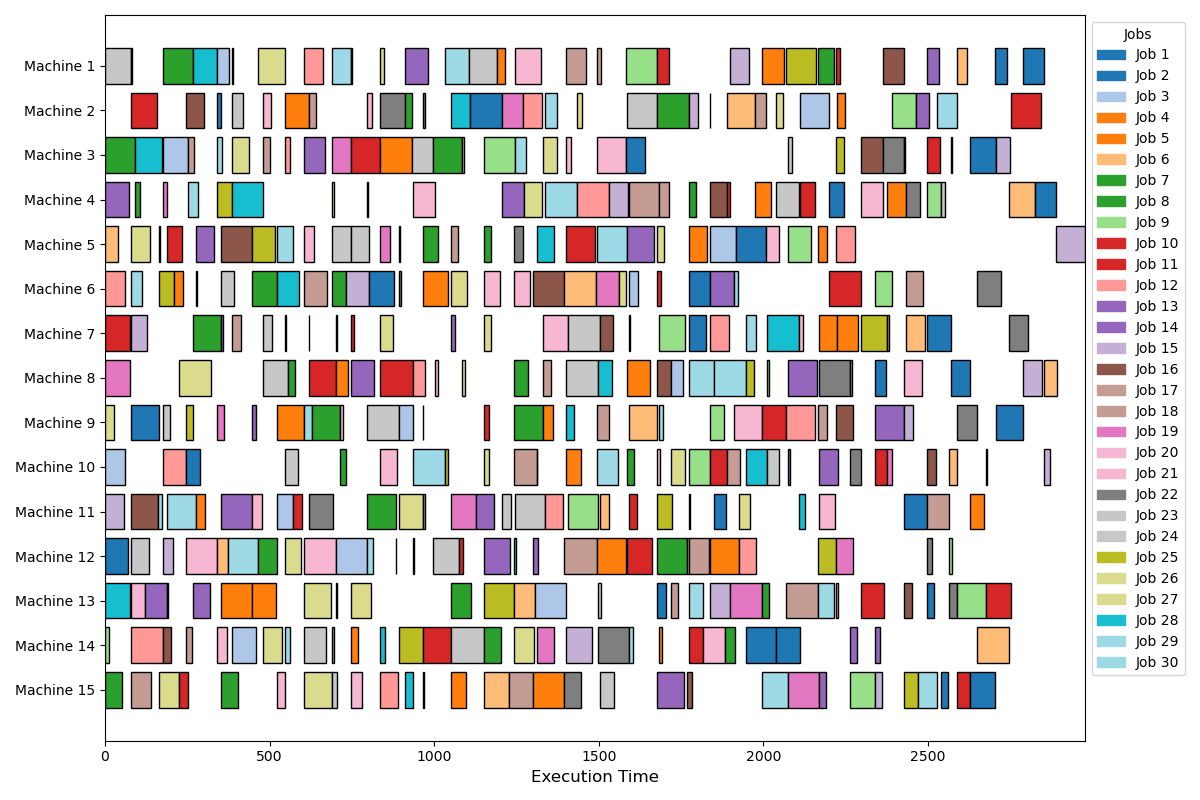 Machine 1
Machine 2
Machine 3
Machine 4
Machine 5
Machine 6
Machine 7
Machine 8
Machine 9
Machine 10
Machine 11
Machine 12
Machine 13
Machine 14
Machine 15
0 500 1000 1500 2000 2500
Execution Time
Jobs
Job 1
Job 2
Job 3
Job 4
Job 5
Job 6
Job 7
Job 8
Job 9
Job 10
Job 11
Job 12
Job 13
Job 14
Job 15
Job 16
Job 17
Job 18
Job 19
Job 20
Job 21
Job 22
Job 23
Job 24
Job 25
Job 26
Job 27
Job 28
Job 29
Job 30